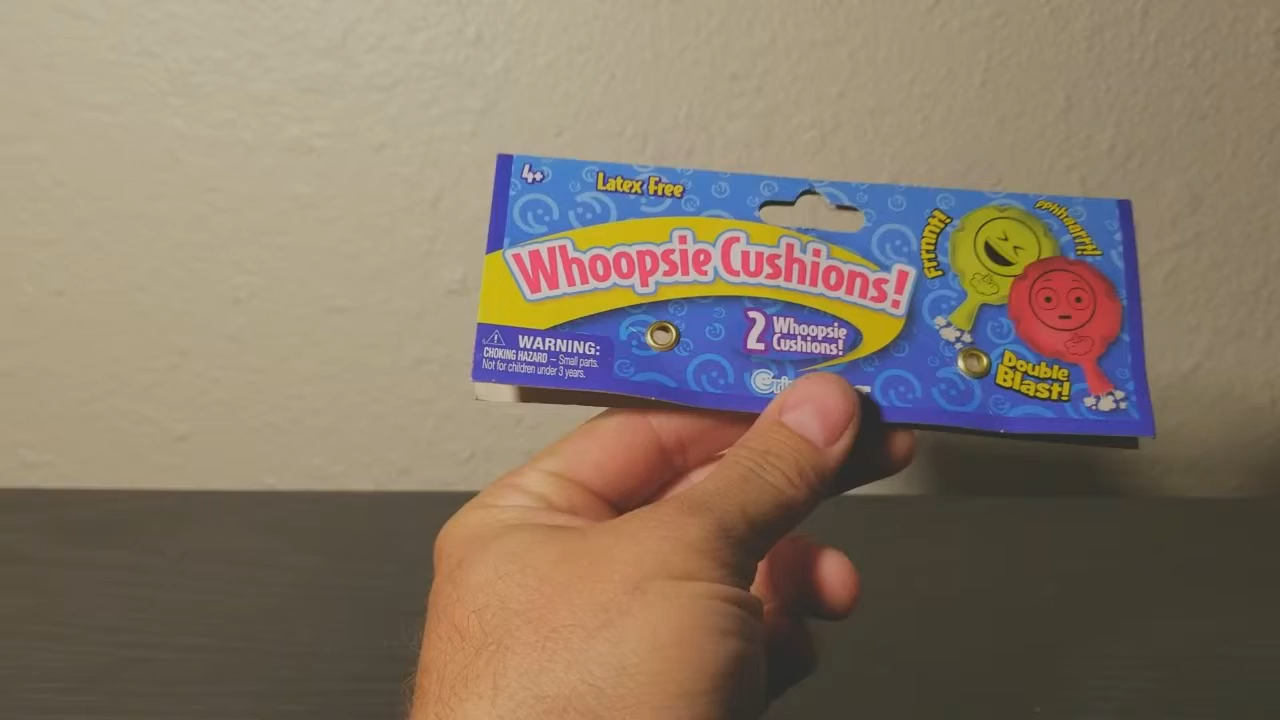 4+
Latex Free
Whoopsie Cushions!
2 Whoopsie
Cushions!
WARNING:
CHOKING HAZARD – Small parts.
Not for children under 3 years.
Frrnnt!
pphhaarrt!
Double
Blast!